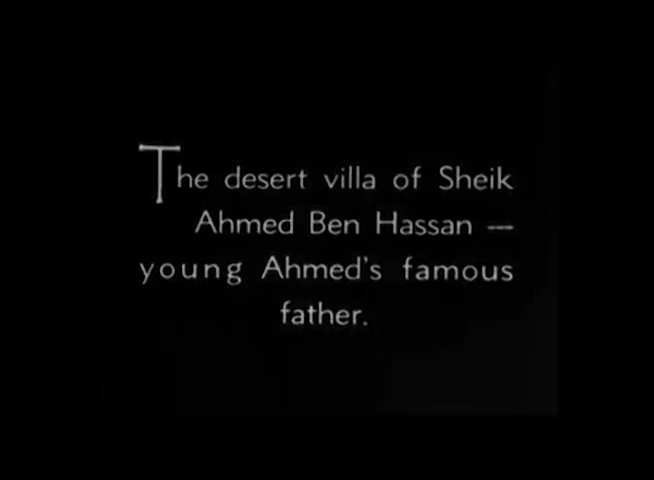 The desert villa of Sheik
Ahmed Ben Hassan —
young Ahmed's famous
father.